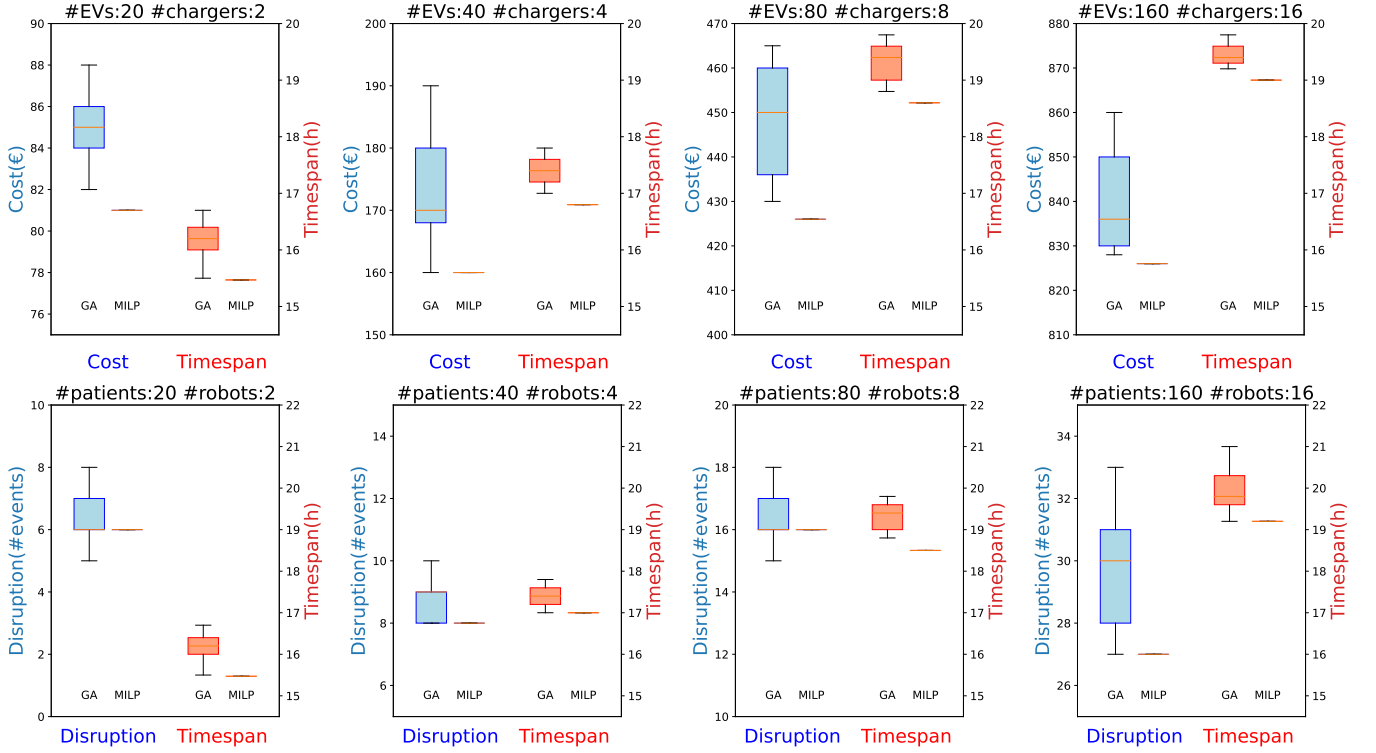 #EVs:20 #chargers:2
90
88
86
84
82
80
78
76
Cost(€)
20
19
18
17
16
15
Timespan(h)
GA MILP GA MILP
Cost Timespan
#EVs:40 #chargers:4
200
190
180
170
160
150
Cost(€)
20
19
18
17
16
15
Timespan(h)
GA MILP GA MILP
Cost Timespan
#EVs:80 #chargers:8
470
460
450
440
430
420
410
400
Cost(€)
20
19
18
17
16
15
Timespan(h)
GA MILP GA MILP
Cost Timespan
#EVs:160 #chargers:16
880
870
860
850
840
830
820
810
Cost(€)
20
19
18
17
16
15
Timespan(h)
GA MILP GA MILP
Cost Timespan
#patients:20 #robots:2
10
8
6
4
2
0
Disruption(#events)
22
21
20
19
18
17
16
15
Timespan(h)
GA MILP GA MILP
Disruption Timespan
#patients:40 #robots:4
14
12
10
8
6
Disruption(#events)
22
21
20
19
18
17
16
15
Timespan(h)
GA MILP GA MILP
Disruption Timespan
#patients:80 #robots:8
20
18
16
14
12
10
Disruption(#events)
22
21
20
19
18
17
16
15
Timespan(h)
GA MILP GA MILP
Disruption Timespan
#patients:160 #robots:16
34
32
30
28
26
Disruption(#events)
22
21
20
19
18
17
16
15
Timespan(h)
GA MILP GA MILP
Disruption Timespan